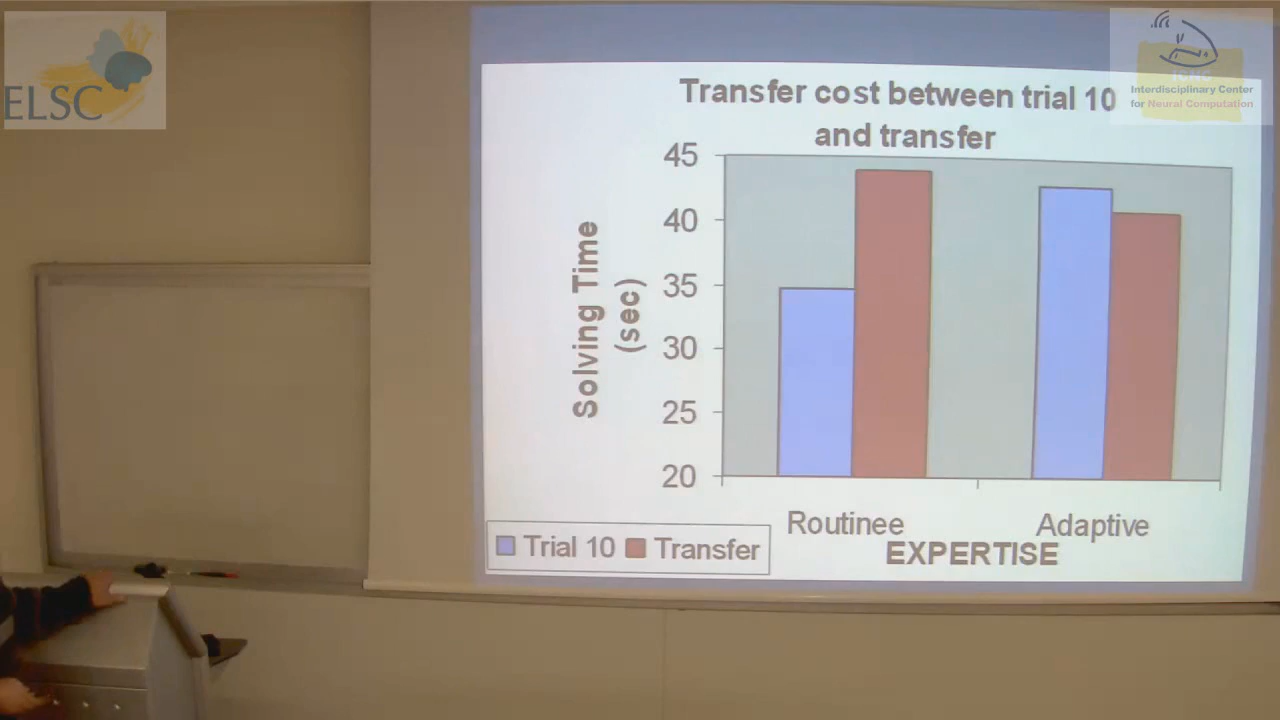 ELSC
ICNC
Interdisciplinary Center
for Neural Computation
Transfer cost between trial 10
and transfer
45
40
35
30
25
20
Solving Time
(sec)
Routinee
Adaptive
EXPERTISE
Trial 10
Transfer